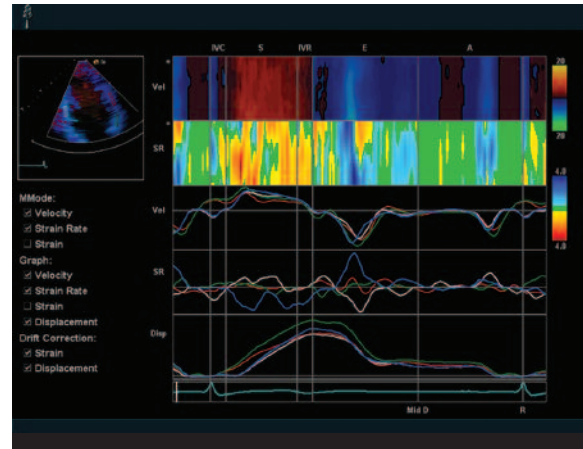 IVC S IVR E A
Vel
20
20
SR
4.0
4.0
MMode:
Velocity
Strain Rate
Strain
Graph:
Velocity
Strain Rate
Strain
Displacement
Drift Correction:
Strain
Displacement
Vel
SR
Disp
Mid D R